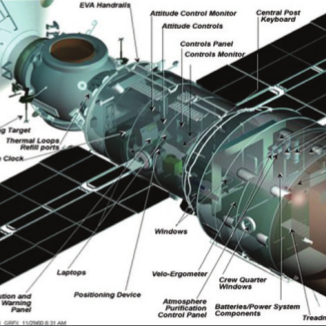 EVA Handrails
Attitude Control Monitor
Attitude Controls
Controls Panel
Controls Monitor
Central Post
Keyboard
Target
Thermal Loops
Refill ports
Clock
Windows
Laptops
Velo-Ergometer
Crew Quarter
Windows
and
Warning
Panel
Positioning Device
Atmosphere
Purification
Control Panel
Batteries/Power System
Components